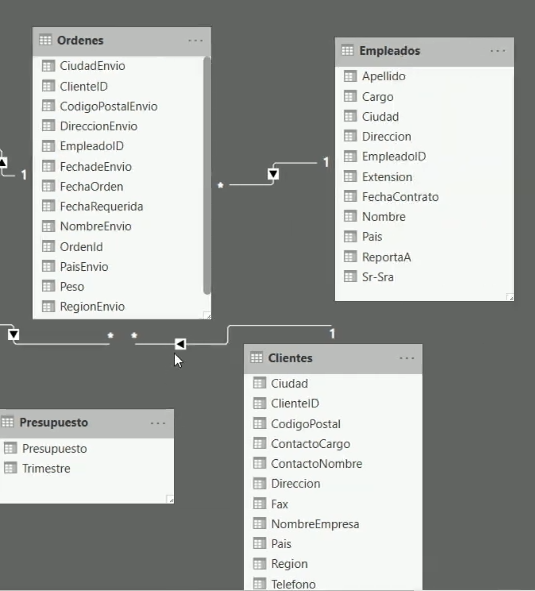 Ordenes
CiudadEnvio
ClienteID
CodigoPostalEnvio
DireccionEnvio
EmpleadoID
FechadeEnvio
FechaOrden
FechaRequerida
NombreEnvio
OrdenId
PaisEnvio
Peso
RegionEnvio
1
*
1
Empleados
Apellido
Cargo
Ciudad
Direccion
EmpleadoID
Extension
FechaContrato
Nombre
Pais
ReportaA
Sr-Sra
*
*
1
Presupuesto
Presupuesto
Trimestre
Clientes
Ciudad
ClienteID
CodigoPostal
ContactoCargo
ContactoNombre
Direccion
Fax
NombreEmpresa
Pais
Region
Telefono